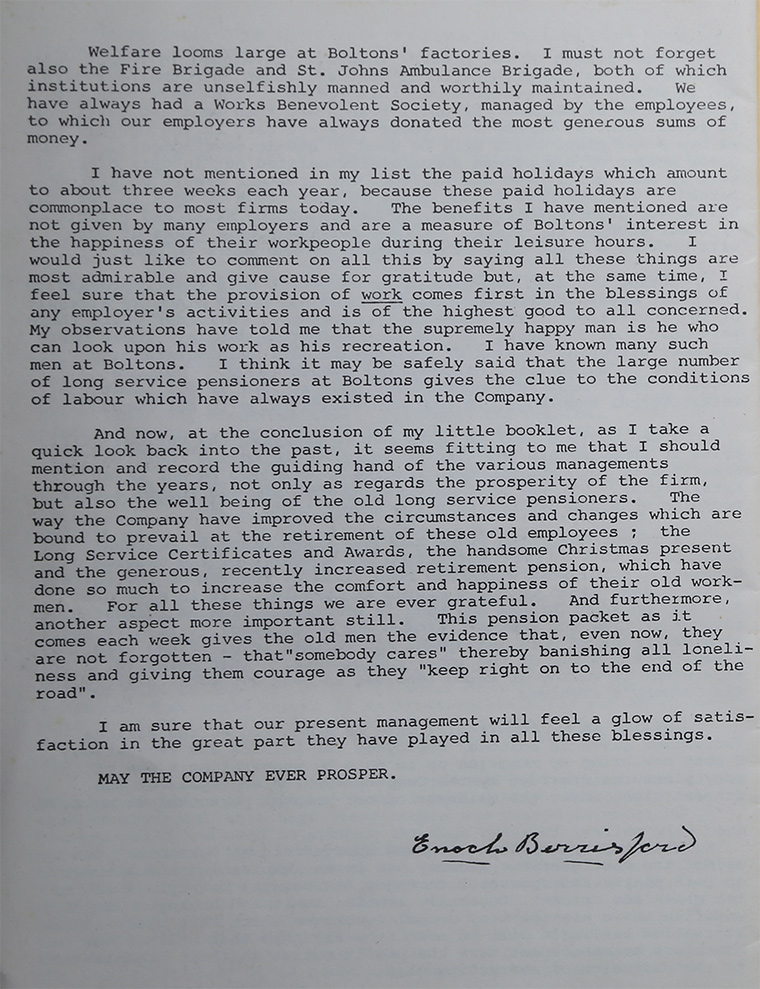 Welfare looms large at Boltons' factories. I must not forget
also the Fire Brigade and St. Johns Ambulance Brigade, both of which
institutions are unselfishly manned and worthily maintained. We
have always had a Works Benevolent Society, managed by the employees,
to which our employers have always donated the most generous sums of
money.
I have not mentioned in my list the paid holidays which amount
to about three weeks each year, because these paid holidays are
commonplace to most firms today. The benefits I have mentioned are
not given by many employers and are a measure of Boltons' interest in
the happiness of their workpeople during their leisure hours. I
would just like to comment on all this by saying all these things are
most admirable and give cause for gratitude but, at the same time, I
feel sure that the provision of work comes first in the blessings of
any employer's activities and is of the highest good to all concerned.
My observations have told me that the supremely happy man is he who
can look upon his work as his recreation. I have known many such
men at Boltons. I think it may be safely said that the large number
of long service pensioners at Boltons gives the clue to the conditions
of labour which have always existed in the Company.
And now, at the conclusion of my little booklet, as I take a
quick look back into the past, it seems fitting to me that I should
mention and record the guiding hand of the various managements
through the years, not only as regards the prosperity of the firm,
but also the well being of the old long service pensioners. The
way the Company have improved the circumstances and changes which are
bound to prevail at the retirement of these old employees ; the
Long Service Certificates and Awards, the handsome Christmas present
and the generous, recently increased retirement pension, which have
done so much to increase the comfort and happiness of their old work-
men. For all these things we are ever grateful. And furthermore,
another aspect more important still. This pension packet as it
comes each week gives the old men the evidence that, even now, they
are not forgotten - that"somebody cares" thereby banishing all loneli-
ness and giving them courage as they "keep right on to the end of the
road".
I am sure that our present management will feel a glow of satis-
faction in the great part they have played in all these blessings.
MAY THE COMPANY EVER PROSPER.
Enoch Berrisford